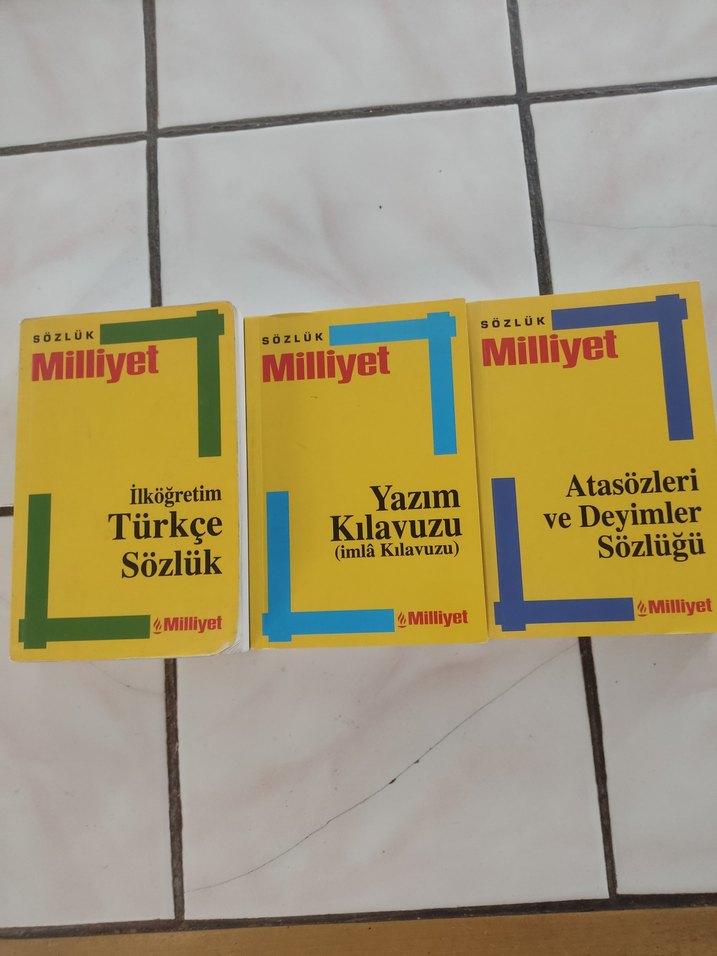 SÖZLÜK
Milliyet
İlköğretim
Türkçe
Sözlük
Milliyet
SÖZLÜK
Milliyet
Yazım
Kılavuzu
(imlâ Kılavuzu)
Milliyet
SÖZLÜK
Milliyet
Atasözleri
ve Deyimler
Sözlüğü
Milliyet